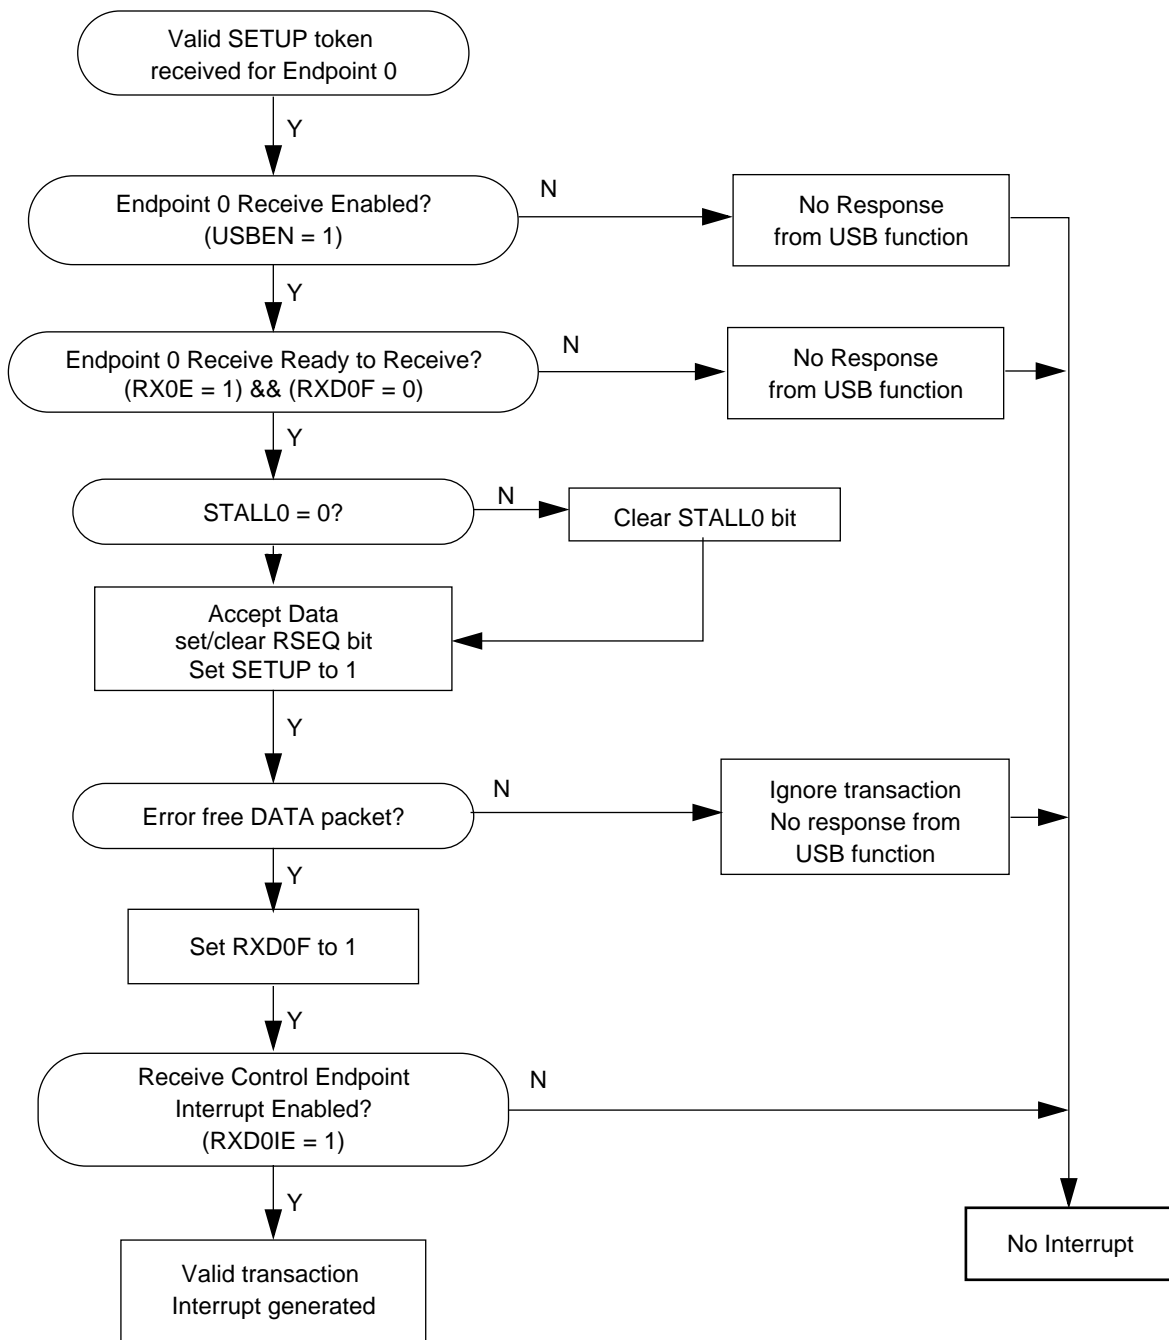 Valid SETUP token
received for Endpoint 0
Y
Endpoint 0 Receive Enabled?
(USBEN = 1)
N
No Response
from USB function
Y
Endpoint 0 Receive Ready to Receive?
(RX0E = 1) && (RXD0F = 0)
N
No Response
from USB function
Y
STALL0 = 0?
N
Clear STALL0 bit
Accept Data
set/clear RSEQ bit
Set SETUP to 1
Y
Error free DATA packet?
N
Ignore transaction
No response from
USB function
Y
Set RXD0F to 1
Y
Receive Control Endpoint
Interrupt Enabled?
(RXD0IE = 1)
N
Y
Valid transaction
Interrupt generated
No Interrupt